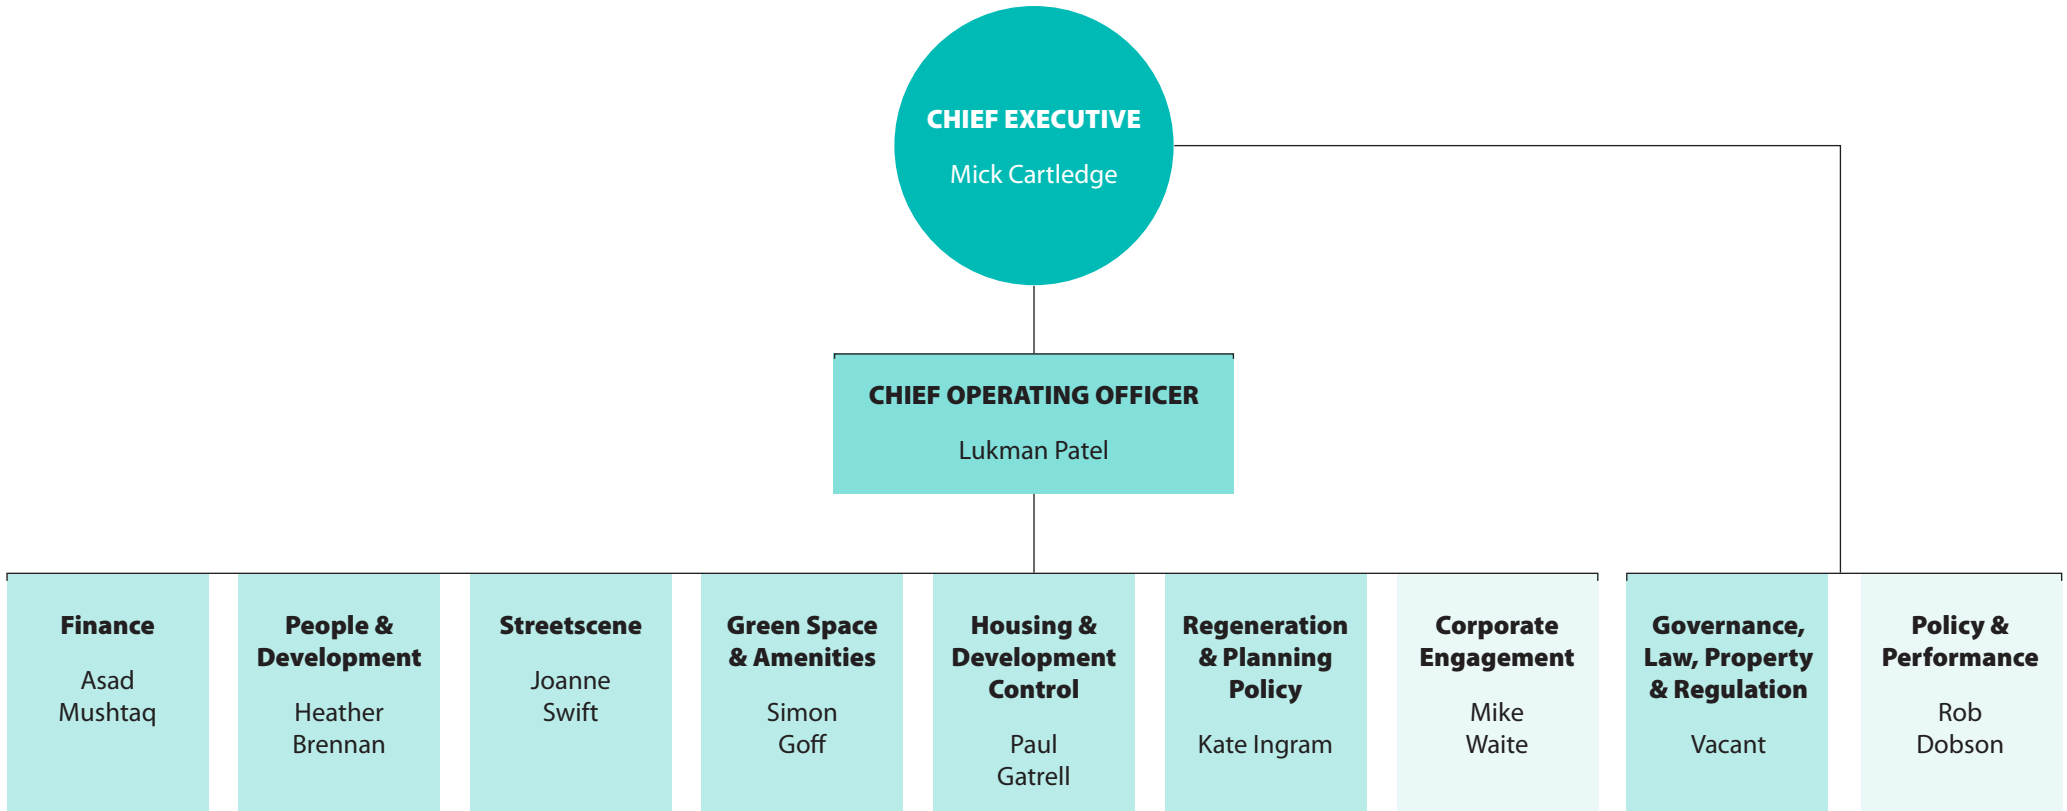 CHIEF EXECUTIVE
Mick Cartledge
CHIEF OPERATING OFFICER
Lukman Patel
Finance
Asad
Mushtaq
People &
Development
Heather
Brennan
Streetscene
Joanne
Swift
Green Space
& Amenities
Simon
Goff
Housing &
Development
Control
Paul
Gatrell
Regeneration
& Planning
Policy
Kate Ingram
Corporate
Engagement
Mike
Waite
Governance,
Law, Property
& Regulation
Vacant
Policy &
Performance
Rob
Dobson